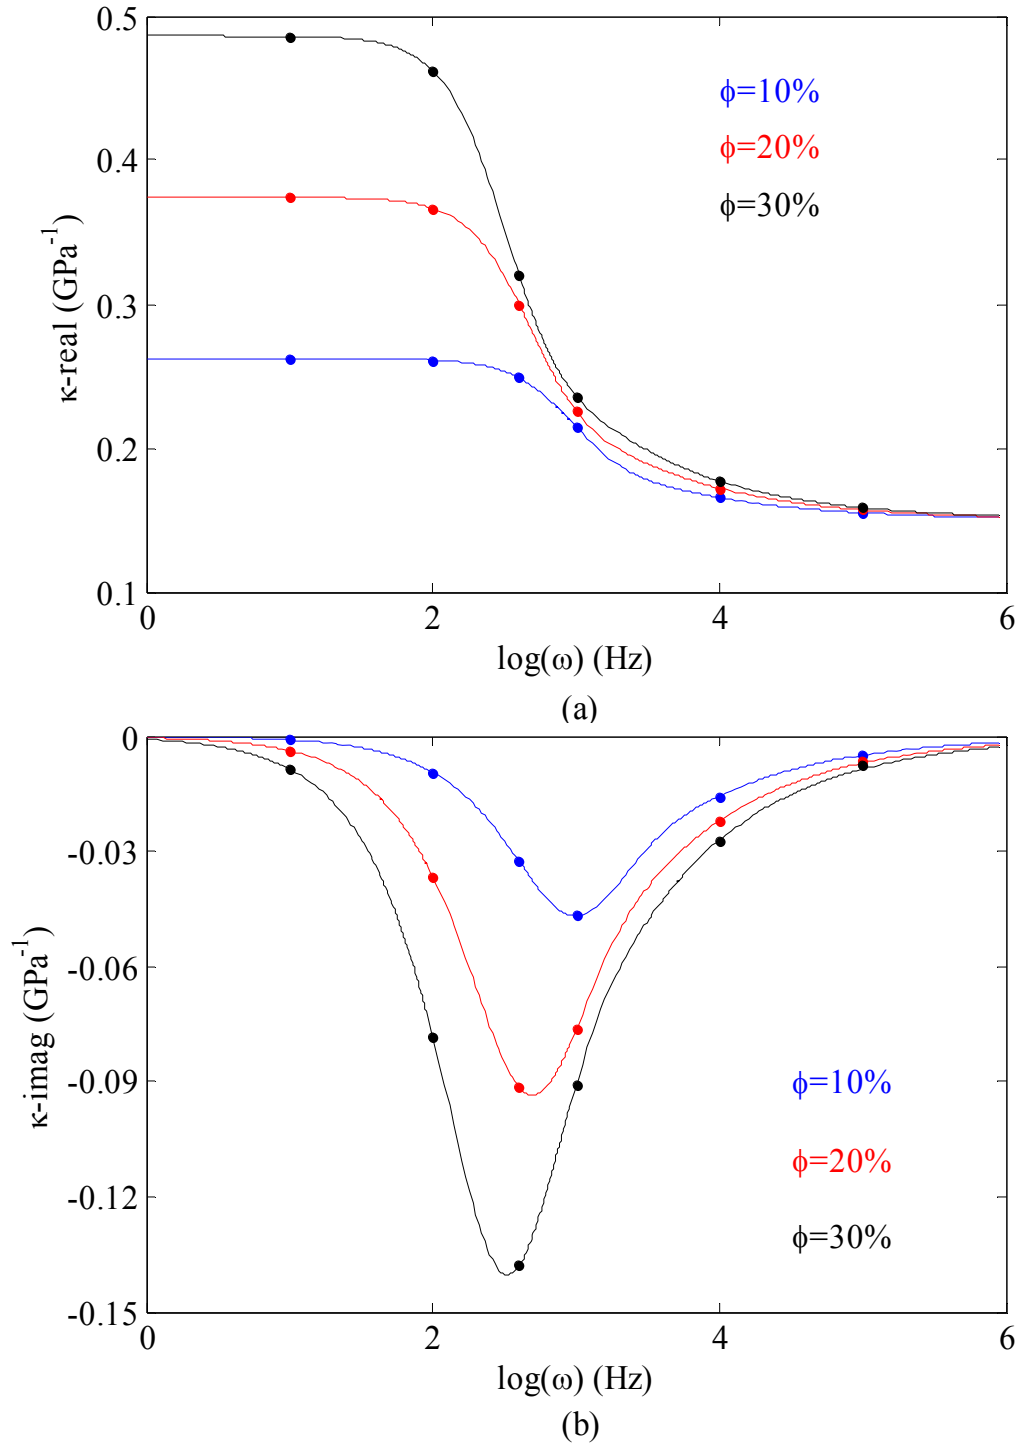 0.5
0.4
0.3
0.2
0.1
κ-real (GPa⁻¹)
ϕ=10%
ϕ=20%
ϕ=30%
0 2 4 6
log(ω) (Hz)
(a)
0
-0.03
-0.06
-0.09
-0.12
-0.15
κ-imag (GPa⁻¹)
ϕ=10%
ϕ=20%
ϕ=30%
0 2 4 6
log(ω) (Hz)
(b)